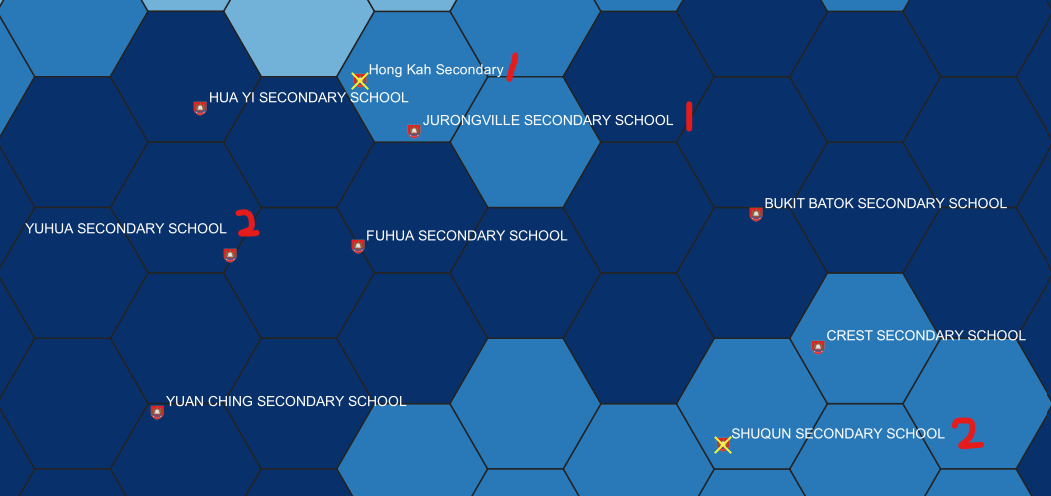 Hong Kah Secondary 1
HUA YI SECONDARY SCHOOL
JURONGVILLE SECONDARY SCHOOL 1
BUKIT BATOK SECONDARY SCHOOL
YUHUA SECONDARY SCHOOL 2
FUHUA SECONDARY SCHOOL
CREST SECONDARY SCHOOL
YUAN CHING SECONDARY SCHOOL
SHUQUN SECONDARY SCHOOL 2